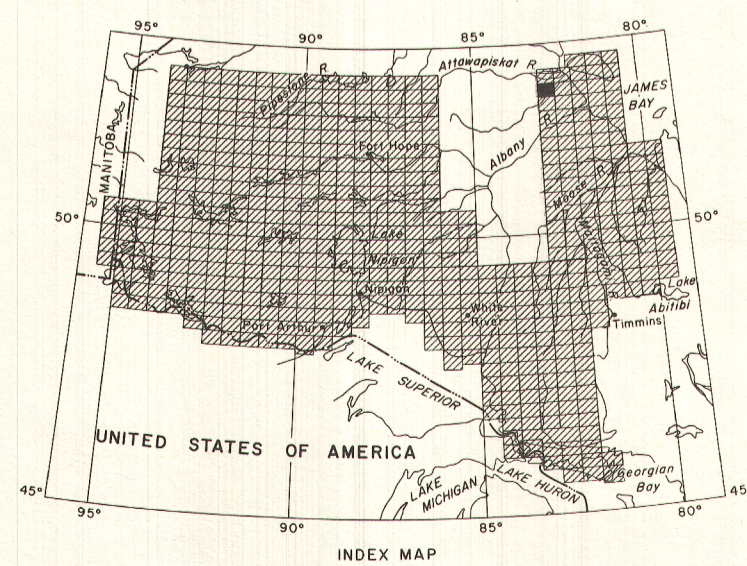 95°
90°
85°
80°
Attawapiskat R
Pipestone R
JAMES
BAY
MANITOBA
R
Fort Hope
Albany
Moose R
50°
50°
Lake
Nipigon
Mattagami R
Nipigon
Lake
Abitibi
White
River
Timmins
Port Arthur
LAKE SUPERIOR
UNITED STATES OF AMERICA
Georgian
Bay
LAKE HURON
LAKE
MICHIGAN
45°
45
95°
90°
85°
80°
INDEX MAP